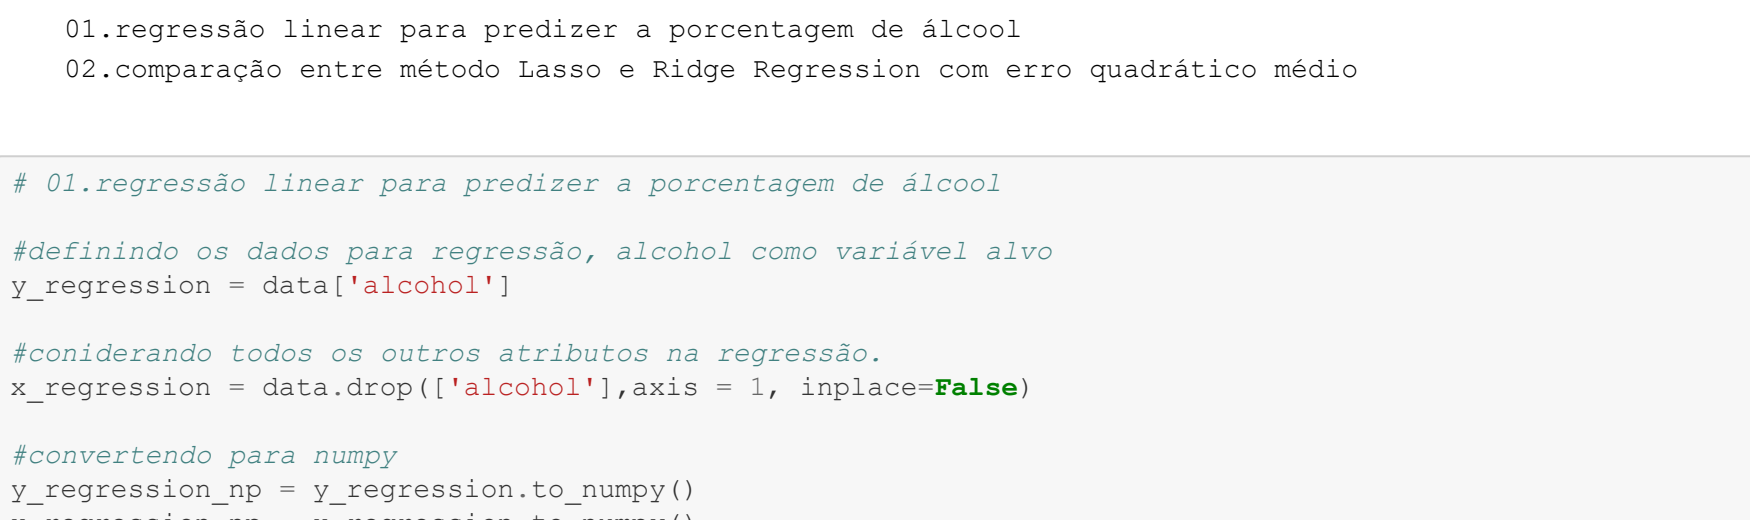 01.regressão linear para predizer a porcentagem de álcool
02.comparação entre método Lasso e Ridge Regression com erro quadrático médio
# 01.regressão linear para predizer a porcentagem de álcool
#definindo os dados para regressão, alcohol como variável alvo
y_regression = data['alcohol']
#coniderando todos os outros atributos na regressão.
x_regression = data.drop(['alcohol'],axis = 1, inplace=False)
#convertendo para numpy
y_regression_np = y_regression.to_numpy()